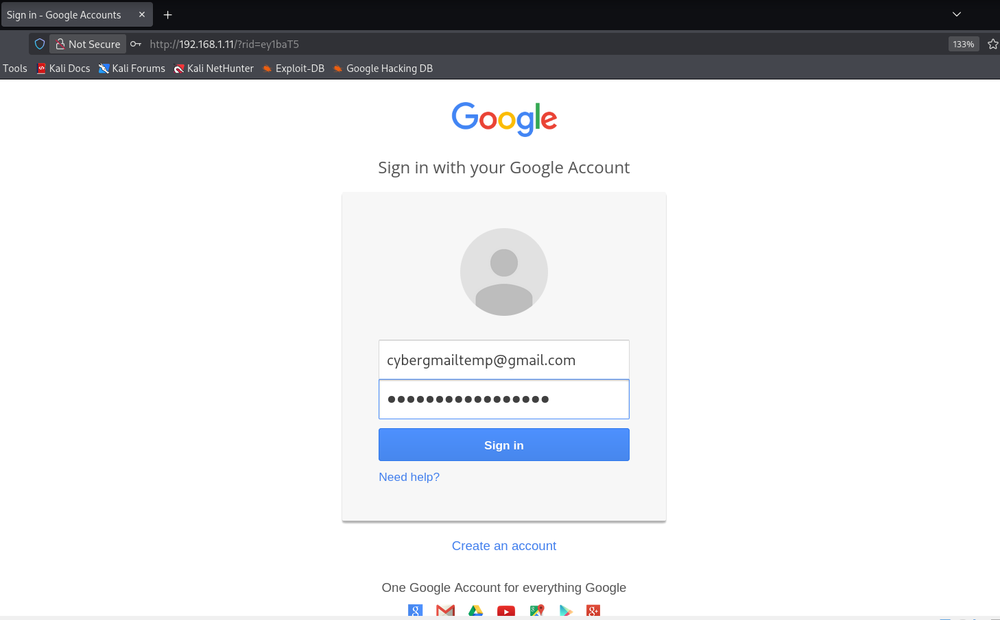 Sign in - Google Accounts
Not Secure http://192.168.1.11/?rid=ey1baT5 133%
Tools Kali Docs Kali Forums Kali NetHunter Exploit-DB Google Hacking DB
Google
Sign in with your Google Account
cybergmailtemp@gmail.com
●●●●●●●●●●●●●●●●●
Sign in
Need help?
Create an account
One Google Account for everything Google